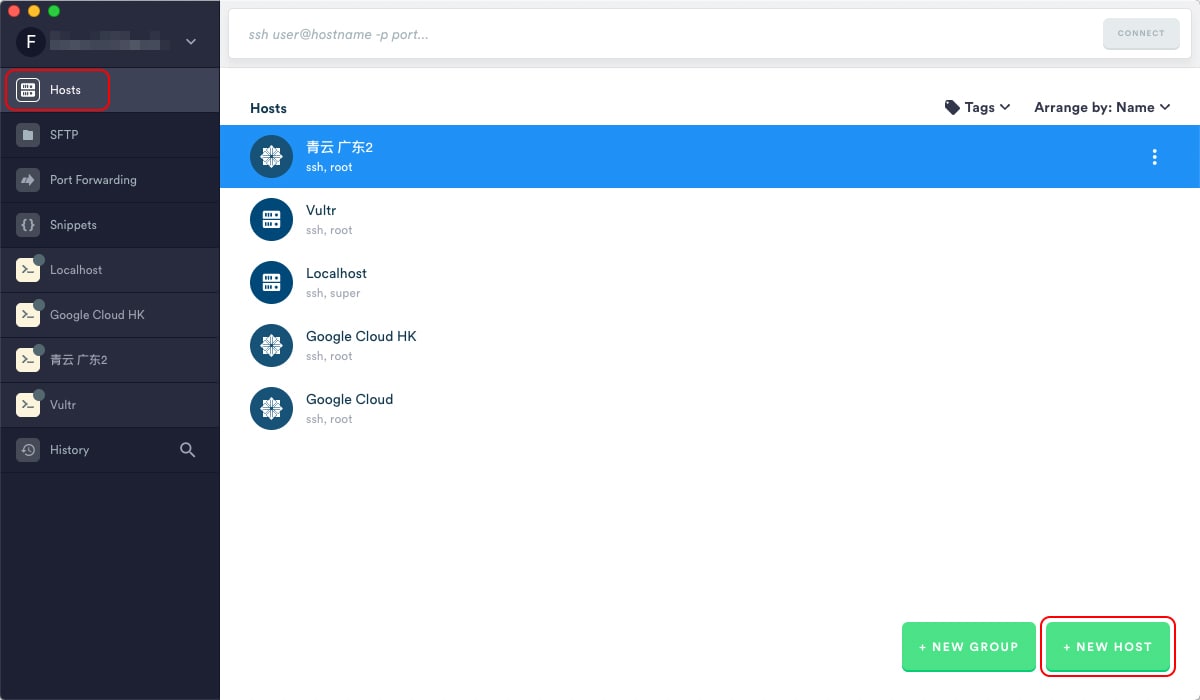 F
Hosts
SFTP
Port Forwarding
Snippets
Localhost
Google Cloud HK
青云 广东2
Vultr
History
ssh user@hostname -p port...
CONNECT
Hosts
Tags
Arrange by: Name
青云 广东2
ssh, root
Vultr
ssh, root
Localhost
ssh, super
Google Cloud HK
ssh, root
Google Cloud
ssh, root
+ NEW GROUP
+ NEW HOST